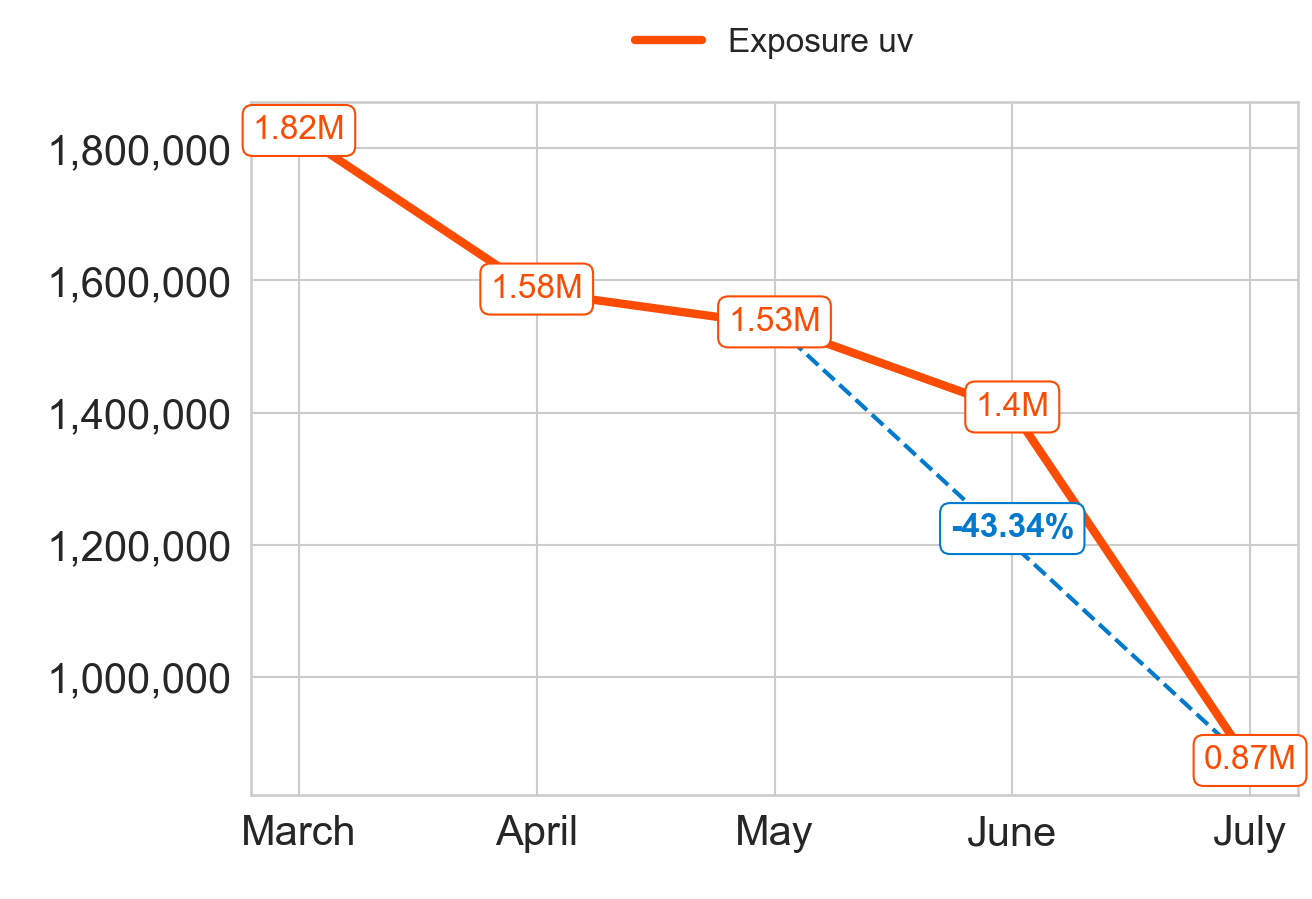 Exposure uv
1.82M
1,800,000
1.58M
1,600,000
1.53M
1.4M
1,400,000
-43.34%
1,200,000
1,000,000
0.87M
March April May June July